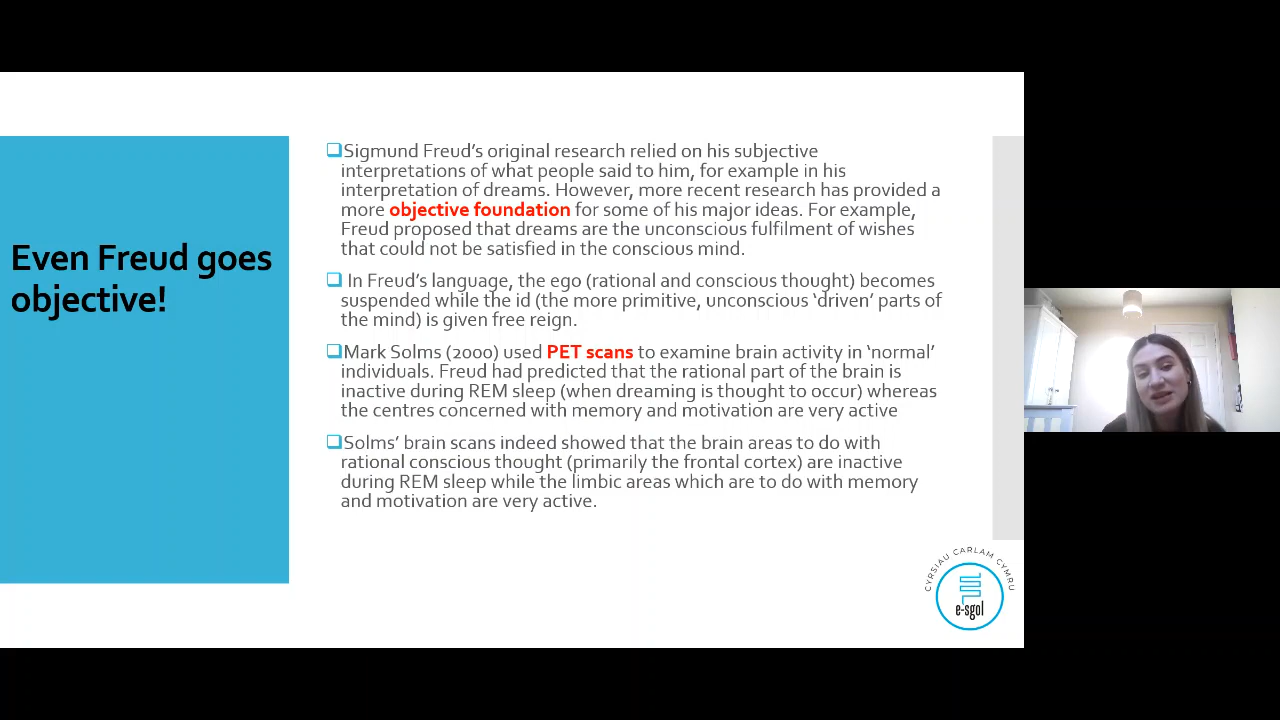 Even Freud goes
objective!
Sigmund Freud's original research relied on his subjective
interpretations of what people said to him, for example in his
interpretation of dreams. However, more recent research has provided a
more objective foundation for some of his major ideas. For example,
Freud proposed that dreams are the unconscious fulfilment of wishes
that could not be satisfied in the conscious mind.
In Freud's language, the ego (rational and conscious thought) becomes
suspended while the id (the more primitive, unconscious 'driven' parts of
the mind) is given free reign.
Mark Solms (2000) used PET scans to examine brain activity in 'normal'
individuals. Freud had predicted that the rational part of the brain is
inactive during REM sleep (when dreaming is thought to occur) whereas
the centres concerned with memory and motivation are very active
Solms' brain scans indeed showed that the brain areas to do with
rational conscious thought (primarily the frontal cortex) are inactive
during REM sleep while the limbic areas which are to do with memory
and motivation are very active.
CYRSIAU CARLAM CYMRU
e-sgol